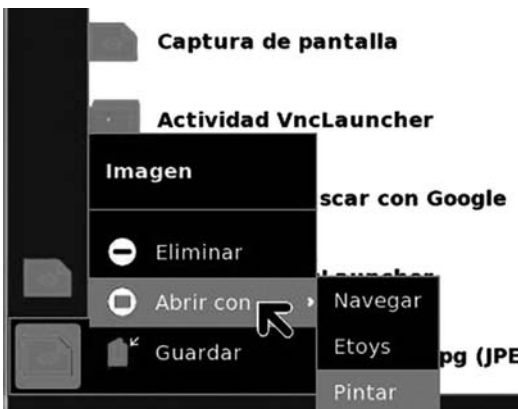 Captura de pantalla
Actividad VncLauncher
Imagen
scar con Google
Eliminar
Abrir con
Navegar
Etoys
Guardar
pg (JPE
Pintar